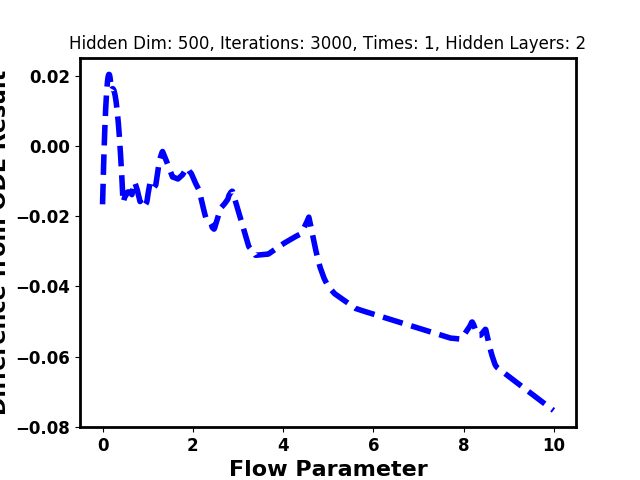 Hidden Dim: 500, Iterations: 3000, Times: 1, Hidden Layers: 2
Difference from ODE Result
0.02
0.00
−0.02
−0.04
−0.06
−0.08
0 2 4 6 8 10
Flow Parameter